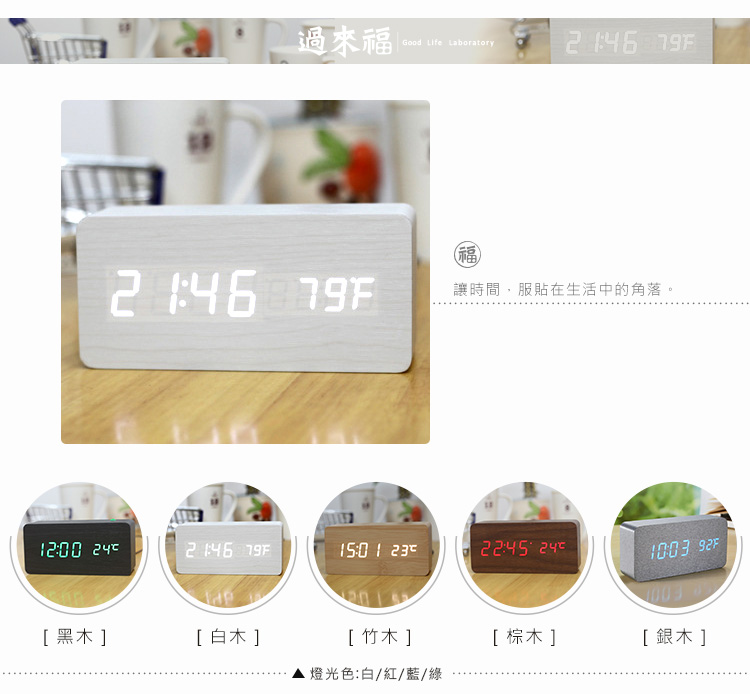 過來福 Good Life Laboratory
21:46 79F
21:46 79F
福
讓時間，服貼在生活中的角落。
12:00 24℃
21:46 79F
15:01 23℃
22:45 24℃
10:03 92F
[ 黑木 ]
[ 白木 ]
[ 竹木 ]
[ 棕木 ]
[ 銀木 ]
▲ 燈光色:白/紅/藍/綠